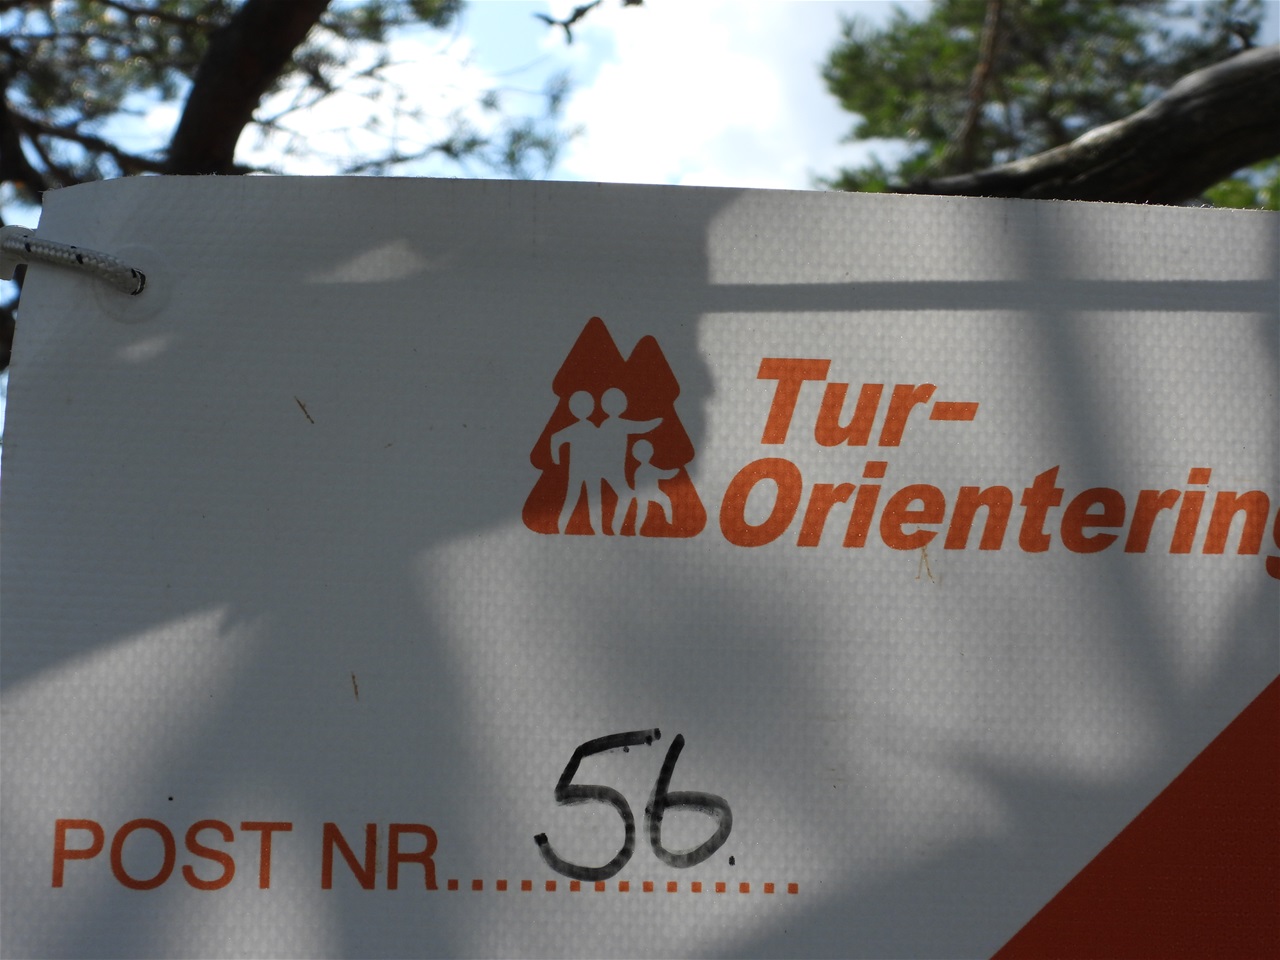 Tur-
Orientering
POST NR.................. 56.